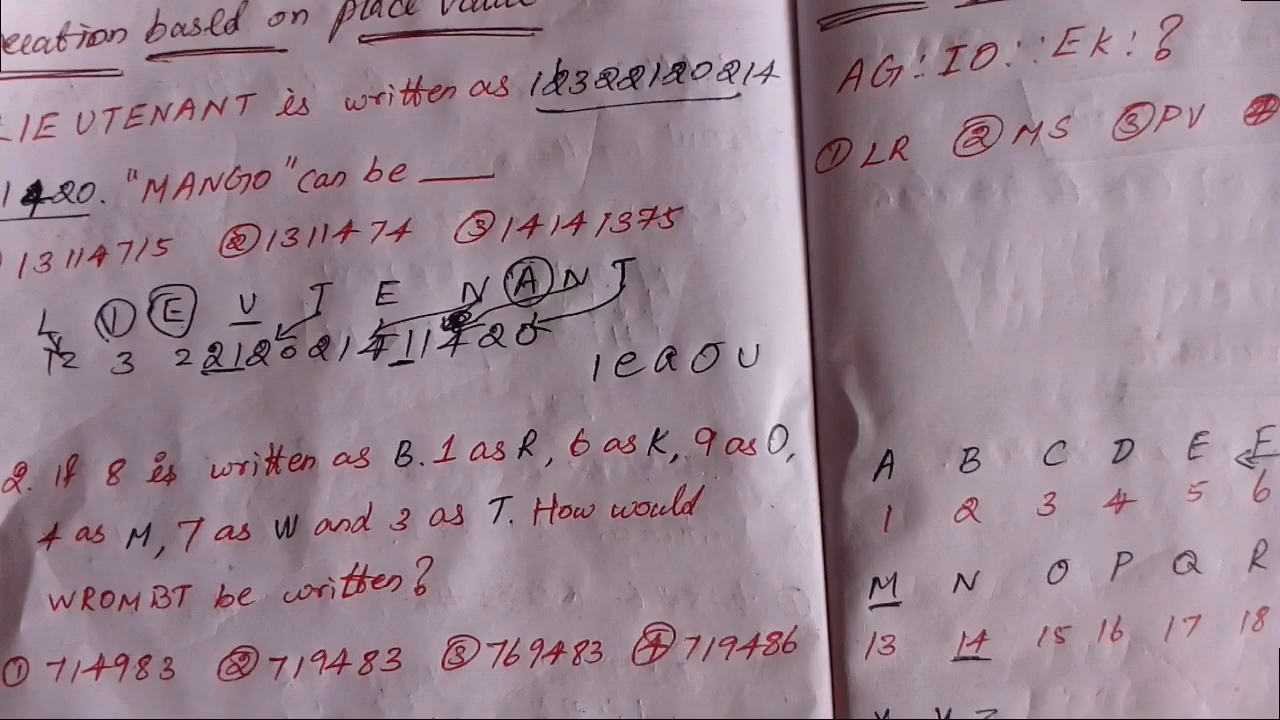 based on place value
LIEUTENANT is written as 12322120214
1420. "MANGO" can be ___
13114715 ② 1311474 ③ 14141375
L I E U T E N A N T
12 3 2 21 20 2 14 1 14 20
I e a O U
2. If 8 is written as B. 1 as R, 6 as K, 9 as O,
4 as M, 7 as W and 3 as T. How would
WROMBT be written?
① 714983 ② 719483 ③ 769483 ④ 719486
AG : IO :: EK : ?
① LR ② MS ③ PV ④
A B C D E F
1 2 3 4 5 6
M N O P Q R
13 14 15 16 17 18